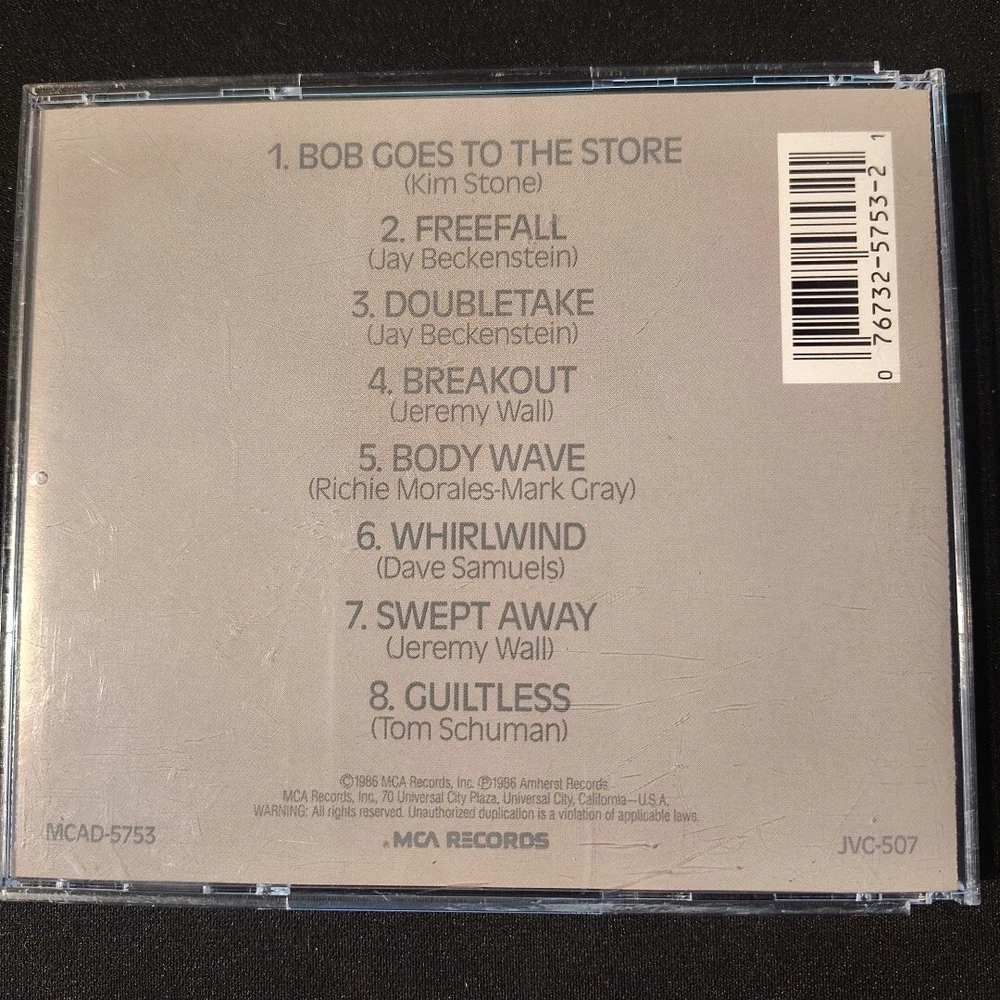 1. BOB GOES TO THE STORE
(Kim Stone)
2. FREEFALL
(Jay Beckenstein)
3. DOUBLETAKE
(Jay Beckenstein)
4. BREAKOUT
(Jeremy Wall)
5. BODY WAVE
(Richie Morales-Mark Gray)
6. WHIRLWIND
(Dave Samuels)
7. SWEPT AWAY
(Jeremy Wall)
8. GUILTLESS
(Tom Schuman)
©1986 MCA Records, Inc. ℗1986 Amherst Records
MCA Records, Inc., 70 Universal City Plaza, Universal City, California—U.S.A.
WARNING: All rights reserved. Unauthorized duplication is a violation of applicable laws.
MCAD-5753
MCA RECORDS
JVC-507
0 76732-5753-2 1